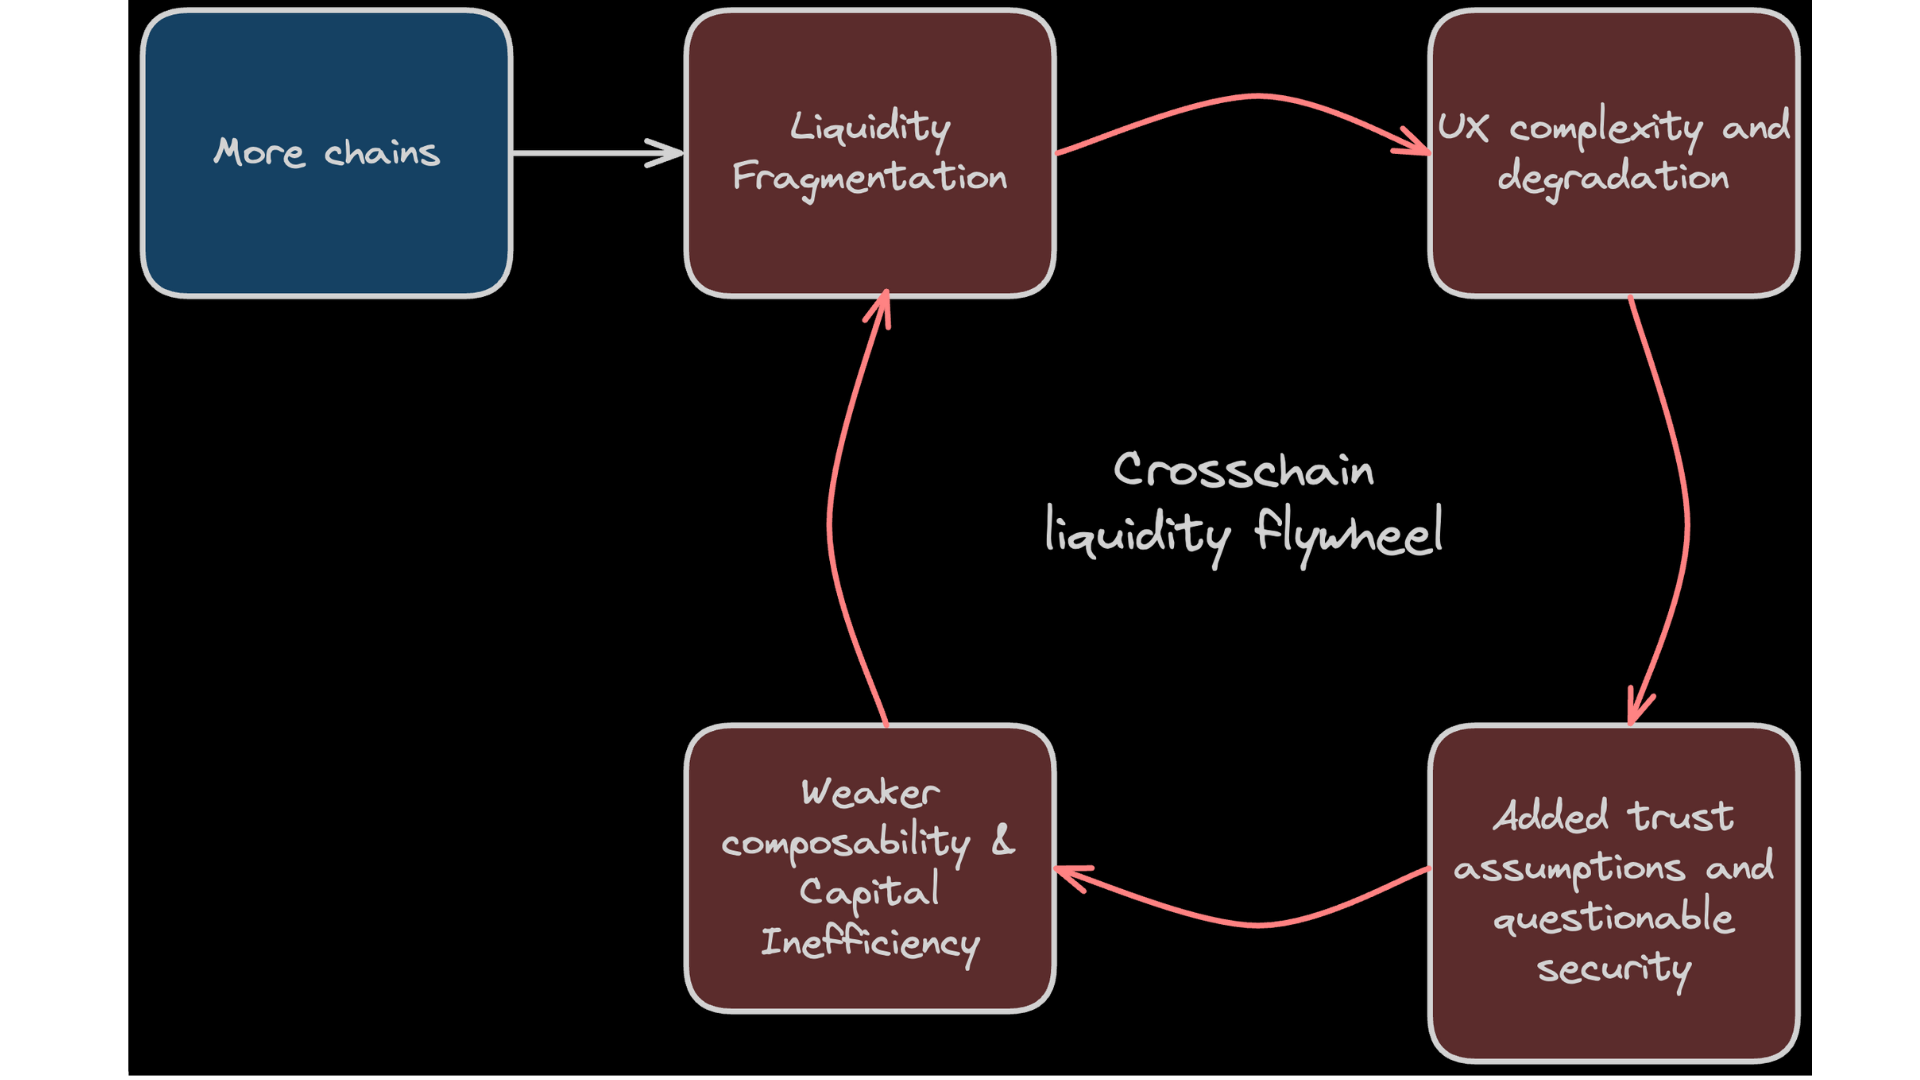 More chains
Liquidity
Fragmentation
UX complexity and
degradation
Crosschain
liquidity flywheel
Weaker
composability &
Capital
Inefficiency
Added trust
assumptions and
questionable
security